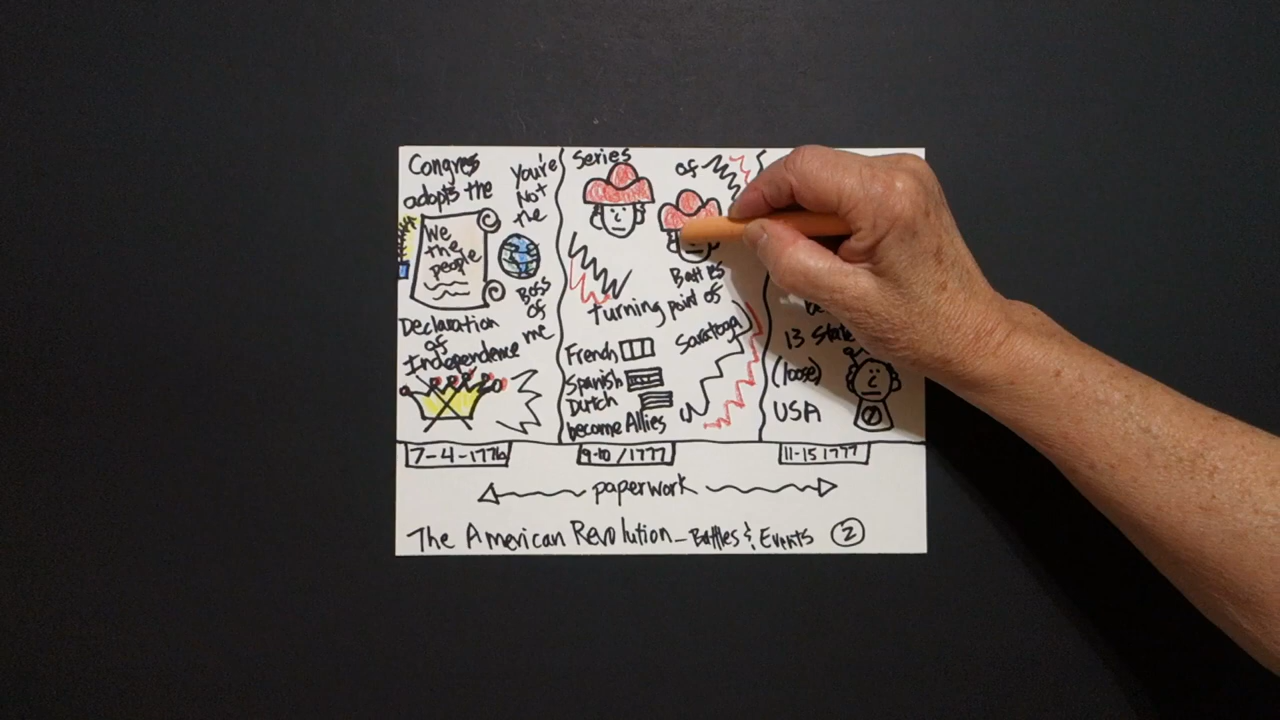 Congres
adopts the
You're
Not
the
We
the
people
Boss
of
me
Declaration
of
Independence
Series
of
Battles
turning point of
Saratoga
French
Spanish
Dutch
become Allies
13 State
(loose)
USA
7-4-1776
9-10/1777
11-15 1777
paperwork
The American Revolution - Battles & Events 2